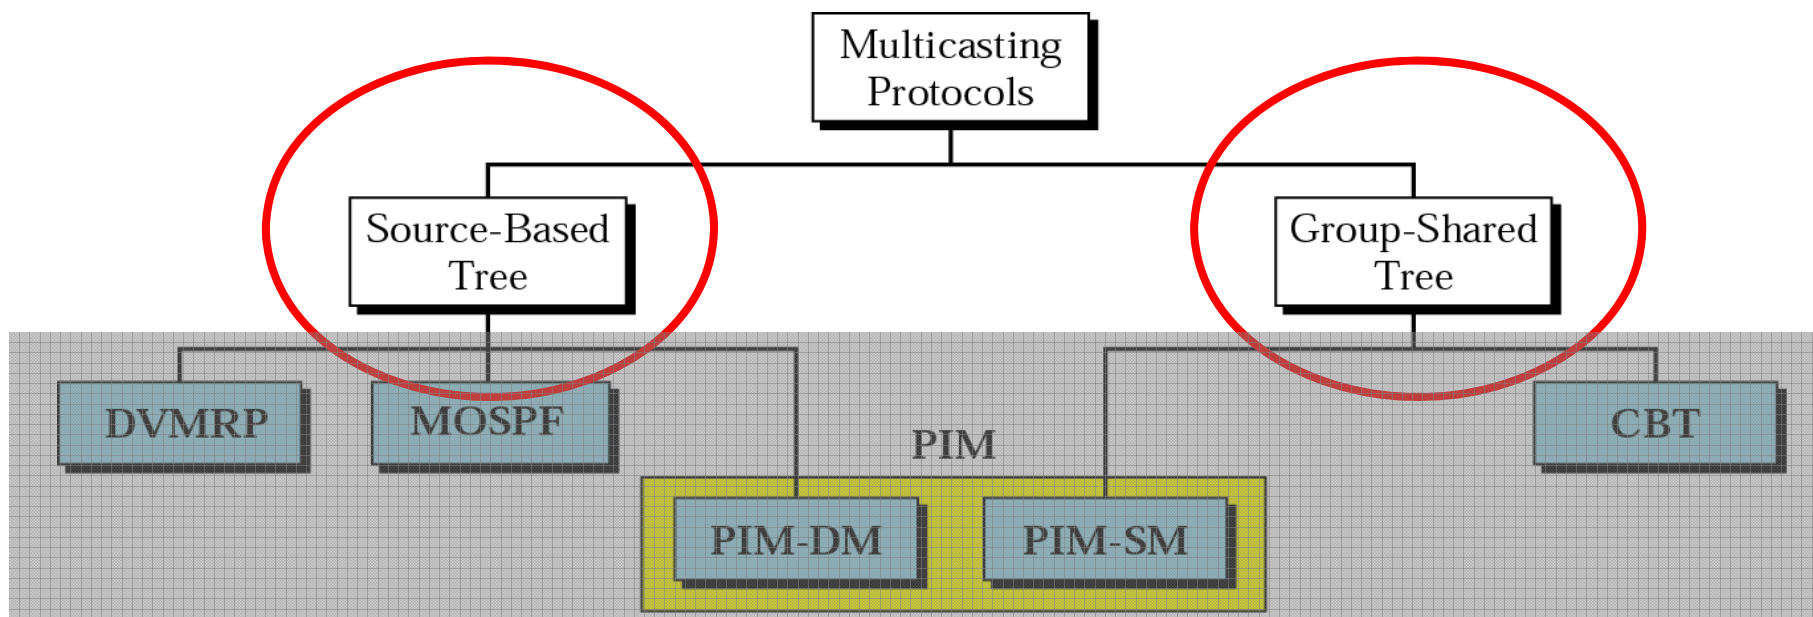 Multicasting
Protocols
Source-Based
Tree
Group-Shared
Tree
DVMRP
MOSPF
PIM
CBT
PIM-DM
PIM-SM